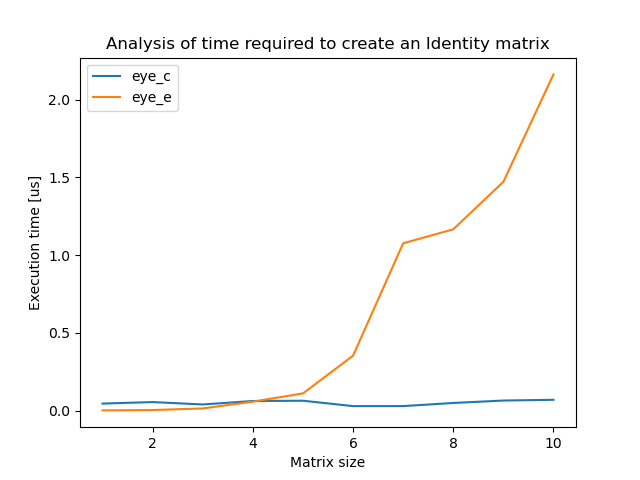 Analysis of time required to create an Identity matrix
eye_c
eye_e
2.0
1.5
1.0
0.5
0.0
Execution time [us]
2 4 6 8 10
Matrix size